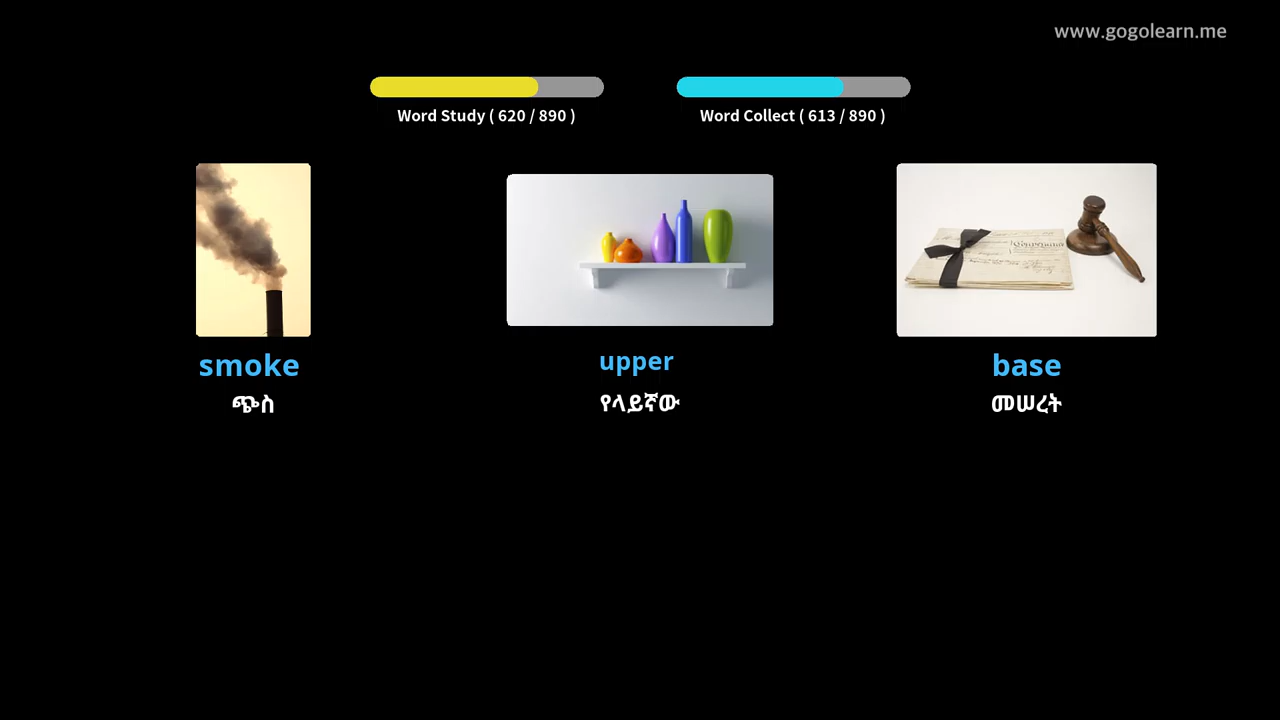 www.gogolearn.me
Word Study ( 620 / 890 )
Word Collect ( 613 / 890 )
smoke
ጭስ
upper
የላይኛው
base
መሠረት